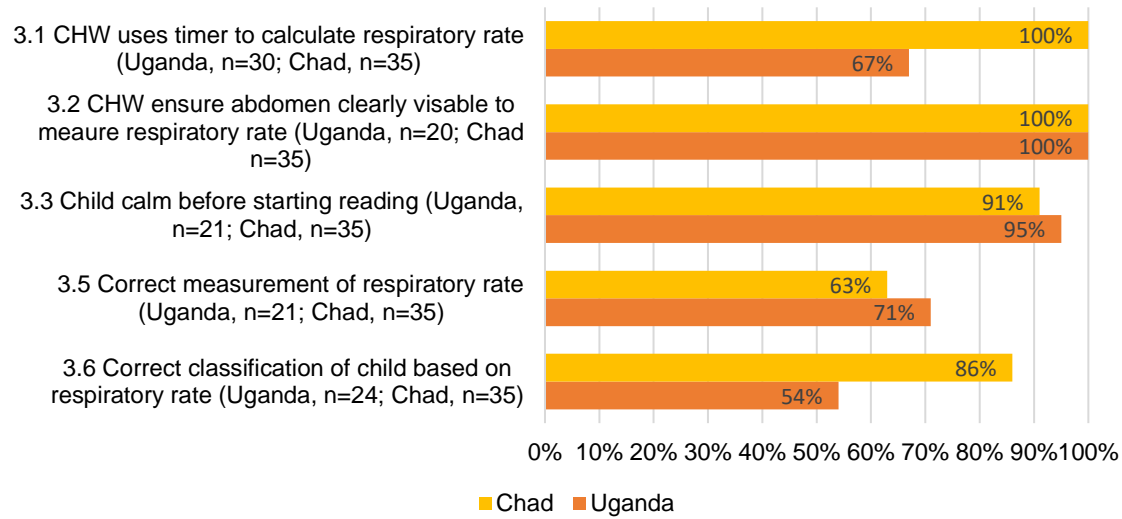 3.1 CHW uses timer to calculate respiratory rate
(Uganda, n=30; Chad, n=35)
100%
67%
3.2 CHW ensure abdomen clearly visable to
meaure respiratory rate (Uganda, n=20; Chad
n=35)
100%
100%
3.3 Child calm before starting reading (Uganda,
n=21; Chad, n=35)
91%
95%
3.5 Correct measurement of respiratory rate
(Uganda, n=21; Chad, n=35)
63%
71%
3.6 Correct classification of child based on
respiratory rate (Uganda, n=24; Chad, n=35)
86%
54%
0% 10% 20% 30% 40% 50% 60% 70% 80% 90%100%
Chad Uganda